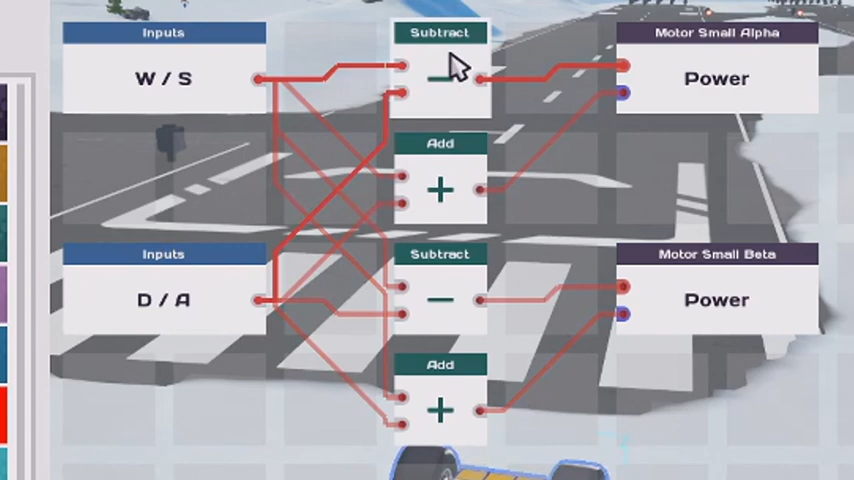 Inputs
W / S
Subtract
−
Motor Small Alpha
Power
Add
+
Inputs
D / A
Subtract
−
Motor Small Beta
Power
Add
+